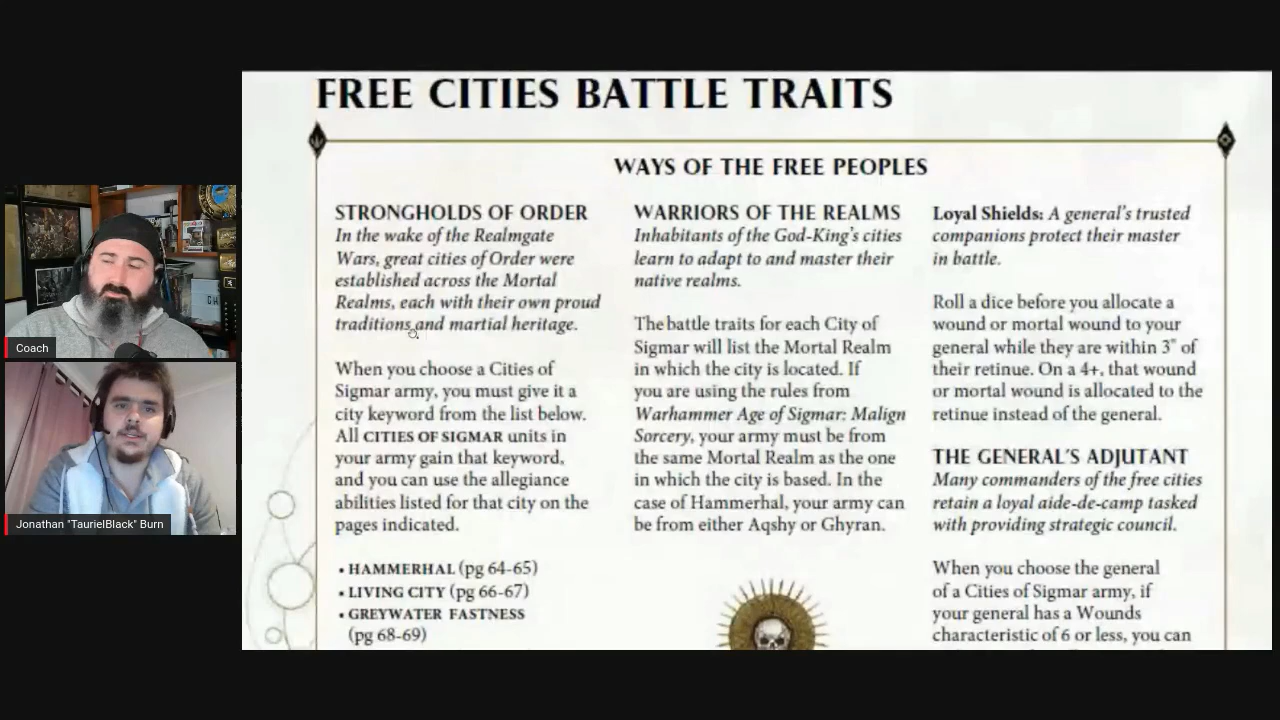 FREE CITIES BATTLE TRAITS
WAYS OF THE FREE PEOPLES
STRONGHOLDS OF ORDER
In the wake of the Realmgate
Wars, great cities of Order were
established across the Mortal
Realms, each with their own proud
traditions and martial heritage.
When you choose a Cities of
Sigmar army, you must give it a
city keyword from the list below.
All CITIES OF SIGMAR units in
your army gain that keyword,
and you can use the allegiance
abilities listed for that city on the
pages indicated.
• HAMMERHAL (pg 64-65)
• LIVING CITY (pg 66-67)
• GREYWATER FASTNESS
(pg 68-69)
WARRIORS OF THE REALMS
Inhabitants of the God-King's cities
learn to adapt to and master their
native realms.
The battle traits for each City of
Sigmar will list the Mortal Realm
in which the city is located. If
you are using the rules from
Warhammer Age of Sigmar: Malign
Sorcery, your army must be from
the same Mortal Realm as the one
in which the city is based. In the
case of Hammerhal, your army can
be from either Aqshy or Ghyran.
Loyal Shields: A general's trusted
companions protect their master
in battle.
Roll a dice before you allocate a
wound or mortal wound to your
general while they are within 3" of
their retinue. On a 4+, that wound
or mortal wound is allocated to the
retinue instead of the general.
THE GENERAL'S ADJUTANT
Many commanders of the free cities
retain a loyal aide-de-camp tasked
with providing strategic council.
When you choose the general
of a Cities of Sigmar army, if
your general has a Wounds
characteristic of 6 or less, you can
Coach
Jonathan "TaurielBlack" Burn